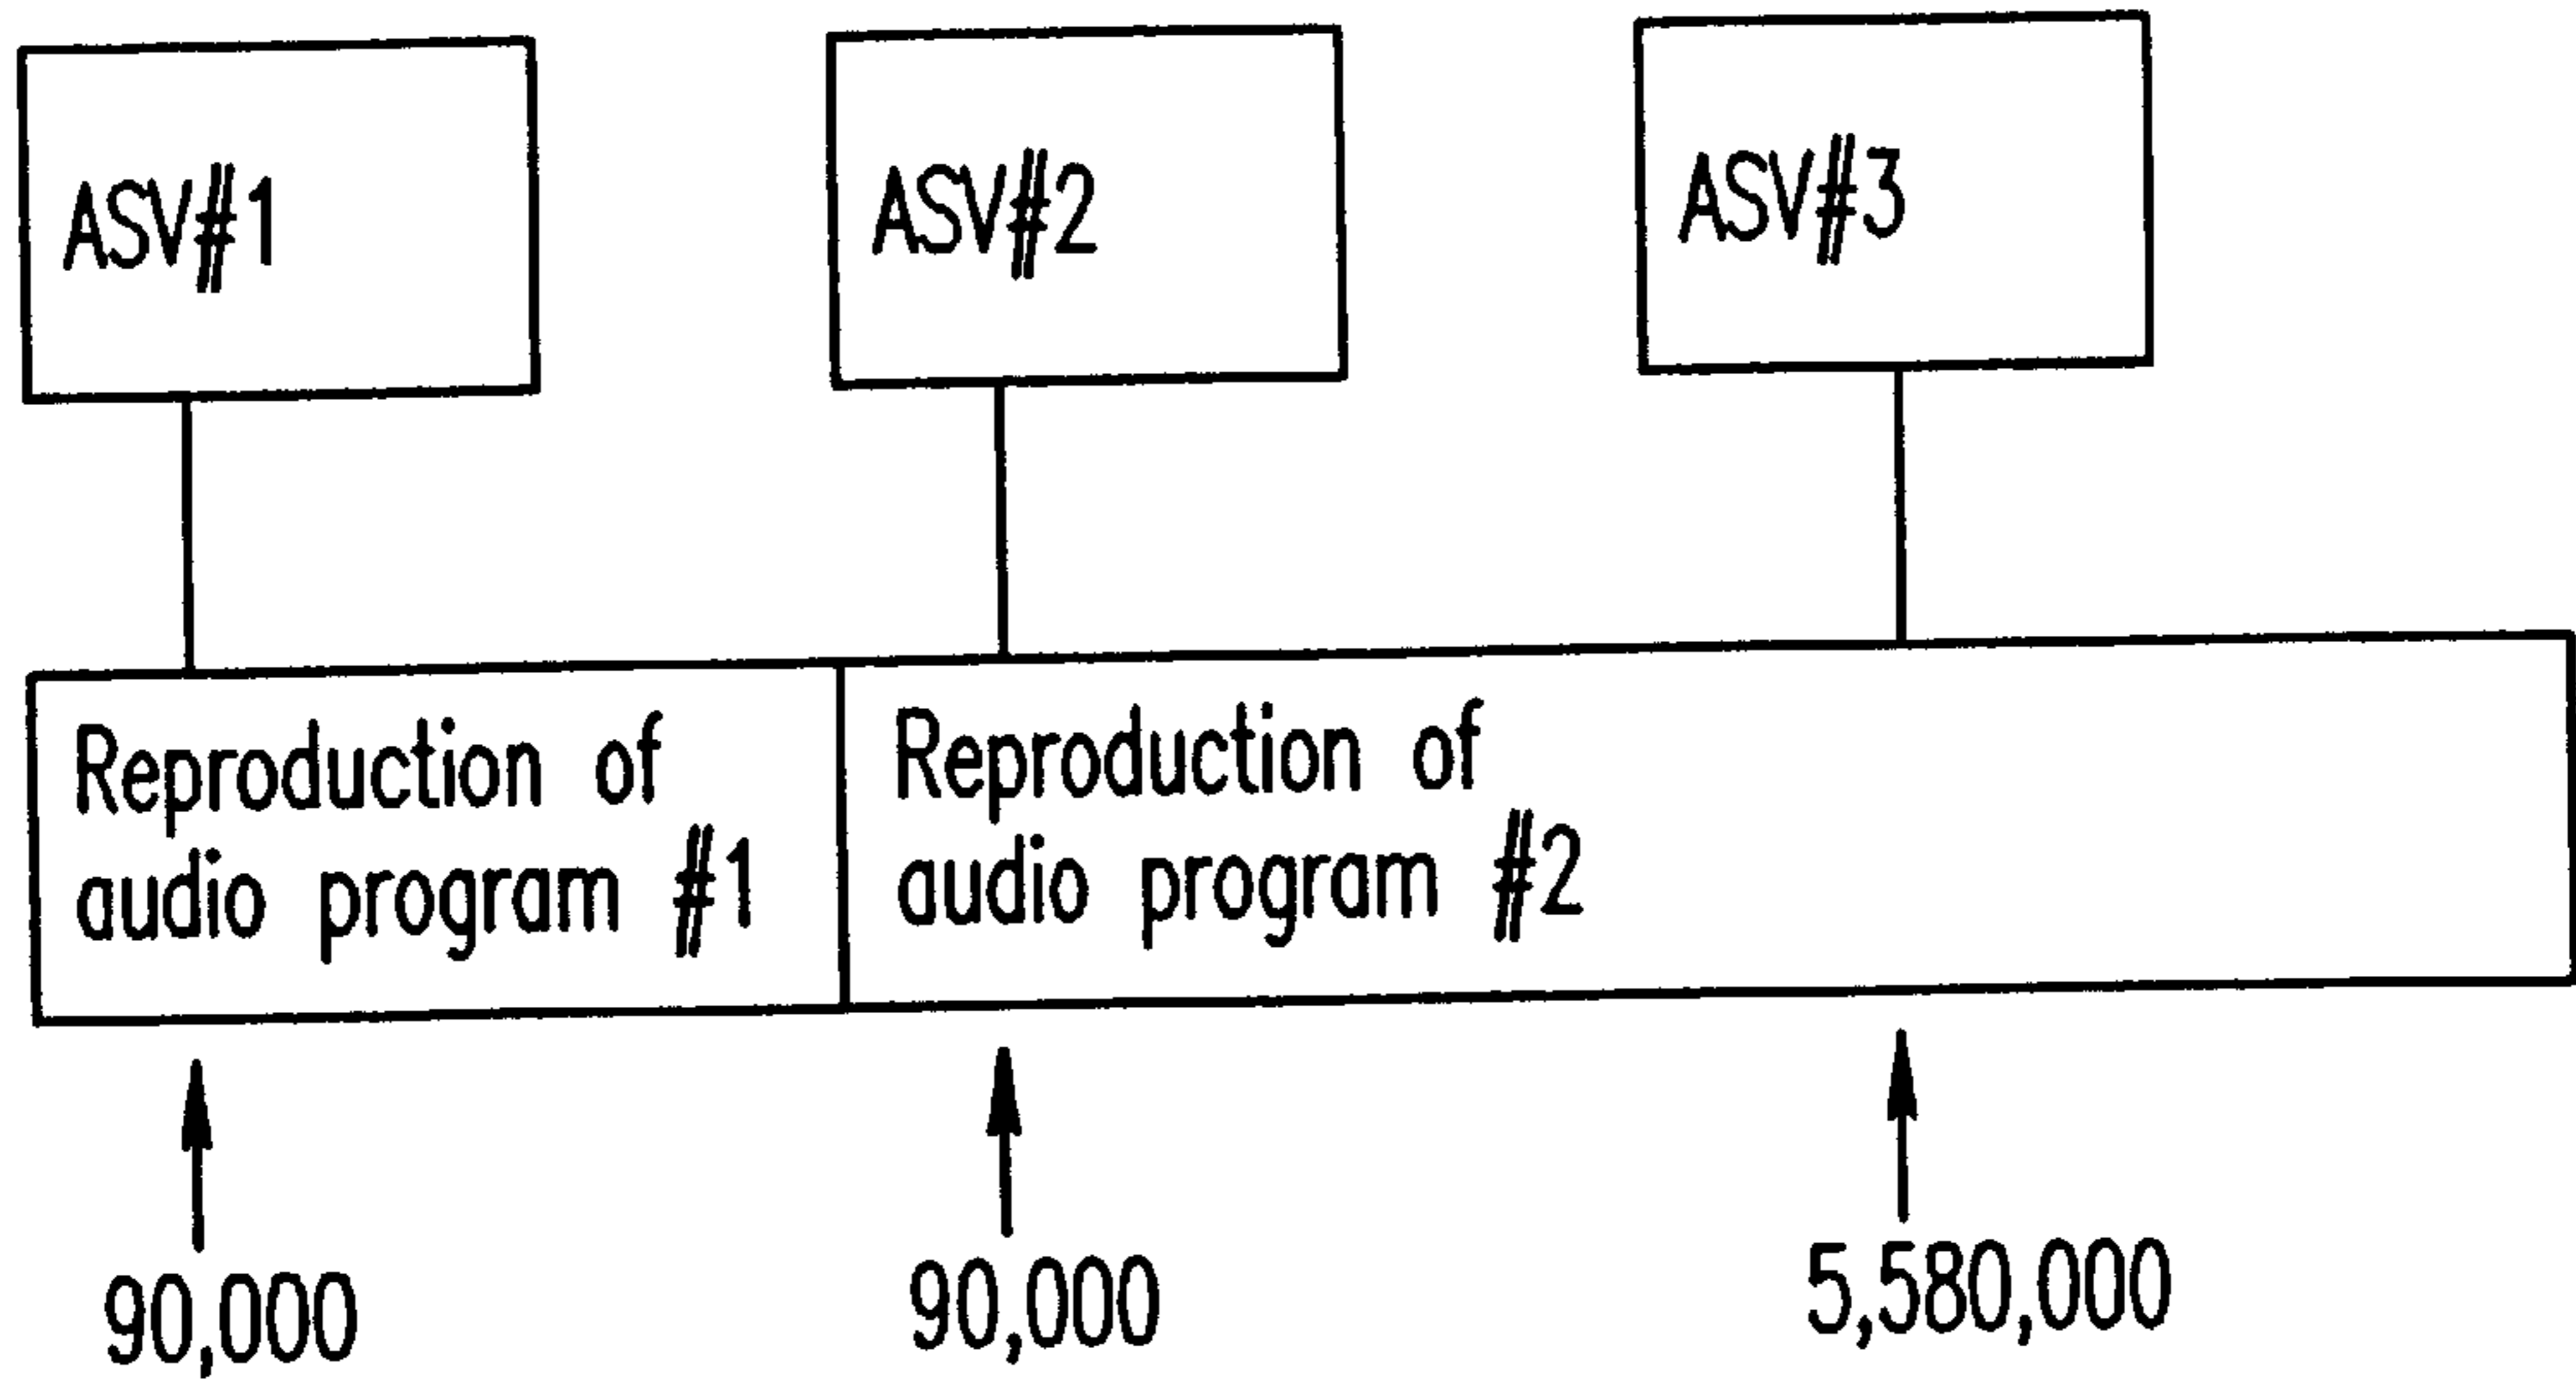 ASV#1
ASV#2
ASV#3
Reproduction of
audio program #1
Reproduction of
audio program #2
90,000
90,000
5,580,000